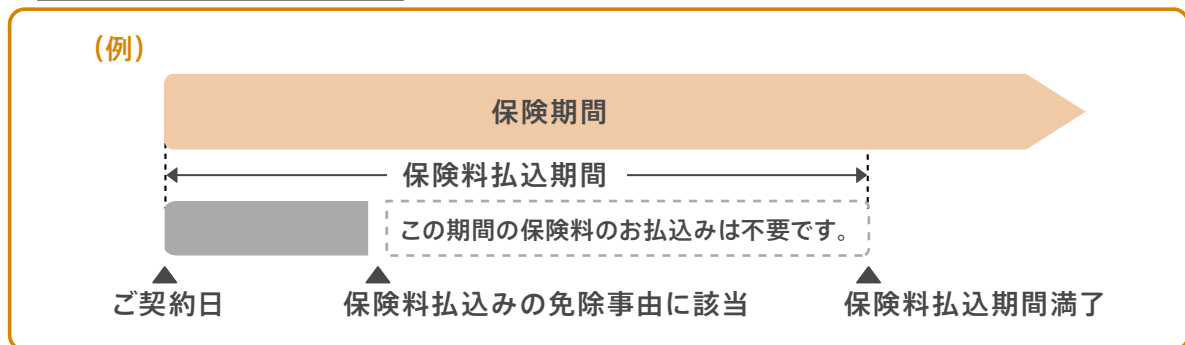 (例)
保険期間
保険料払込期間
この期間の保険料のお払込みは不要です。
ご契約日
保険料払込みの免除事由に該当
保険料払込期間満了